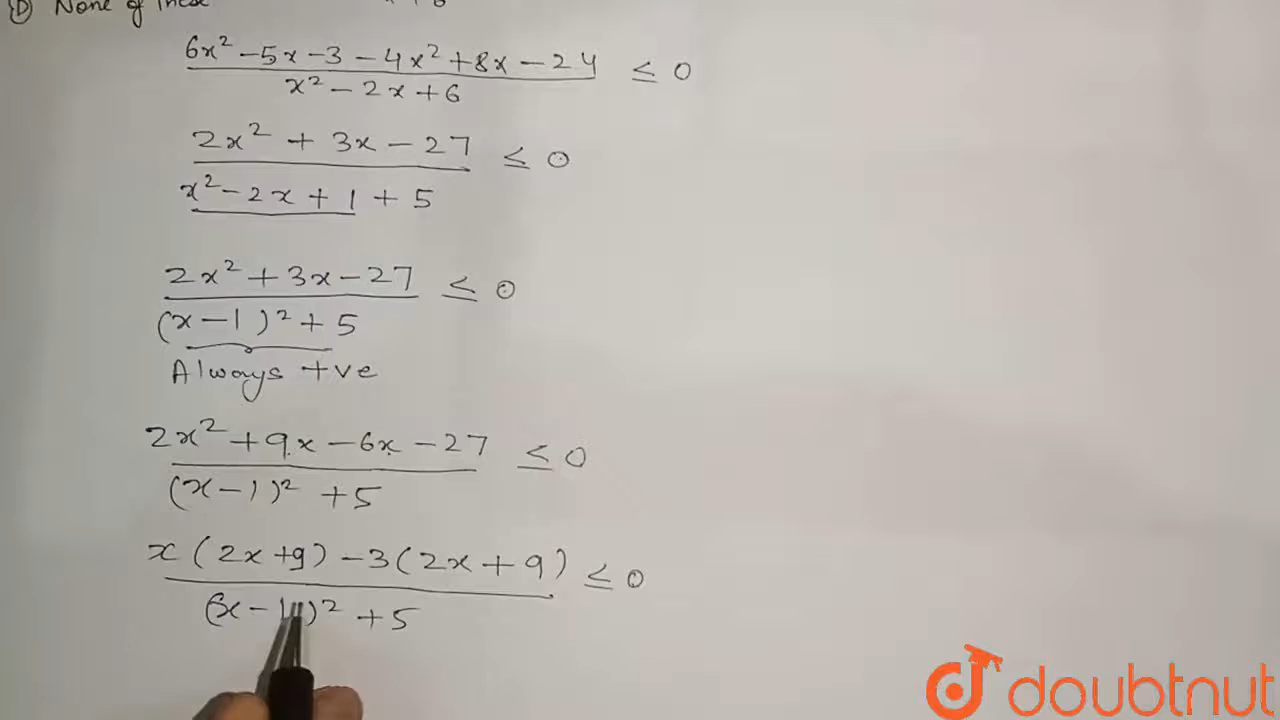 (D) None of These
6x² - 5x - 3 - 4x² + 8x - 24 ≤ 0
x² - 2x + 6
2x² + 3x - 27 ≤ 0
x² - 2x + 1 + 5
2x² + 3x - 27 ≤ 0
(x - 1)² + 5
Always +ve
2x² + 9x - 6x - 27 ≤ 0
(x - 1)² + 5
x(2x + 9) - 3(2x + 9) ≤ 0
(x - 1)² + 5
doubtnut